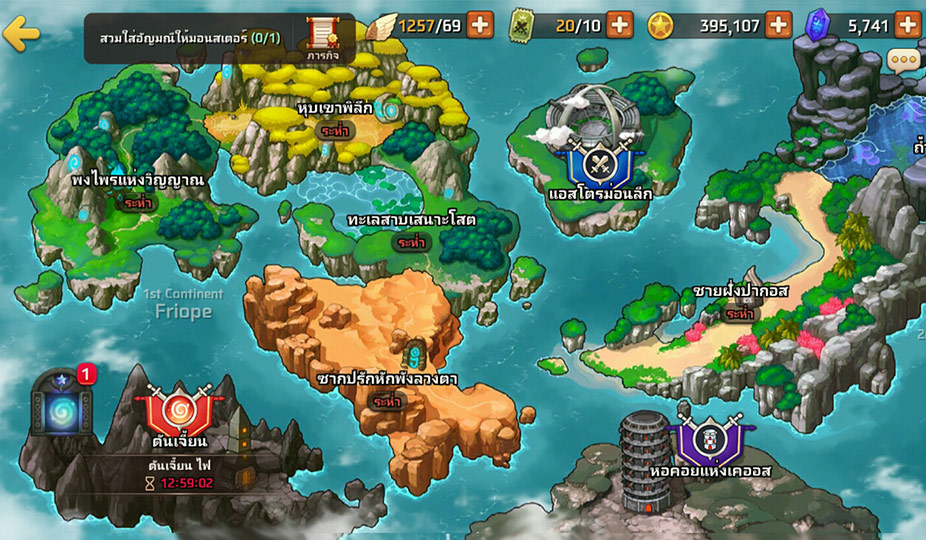 สวมใส่อัญมณีให้มอนสเตอร์ (0/1)
ภารกิจ
1257/69
20/10
395,107
5,741
หุบเขาพิลึก
ระห่ำ
พงไพรแห่งวิญญาณ
ระห่ำ
แอสโตรม่อนลีก
ทะเลสาบเสนาะโสต
ระห่ำ
1st Continent
Friope
ชายฝั่งปากอส
ระห่ำ
ซากปรักหักพังลวงตา
ระห่ำ
1
ดันเจี้ยน
ดันเจี้ยน ไฟ
12:59:02
หอคอยแห่งเคออส